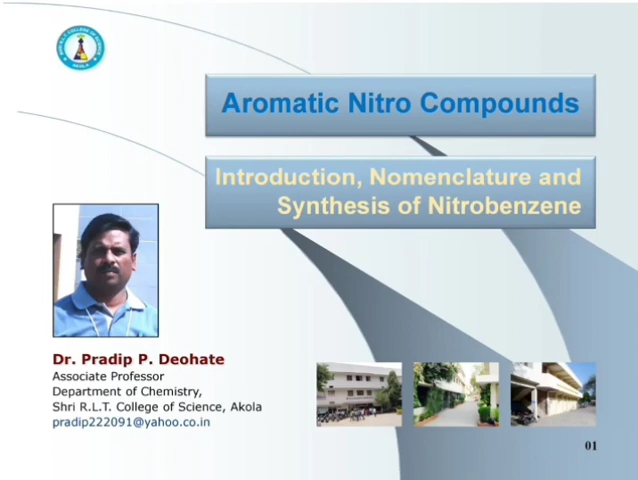 Aromatic Nitro Compounds
Introduction, Nomenclature and
Synthesis of Nitrobenzene
Dr. Pradip P. Deohate
Associate Professor
Department of Chemistry,
Shri R.L.T. College of Science, Akola
pradip222091@yahoo.co.in
01